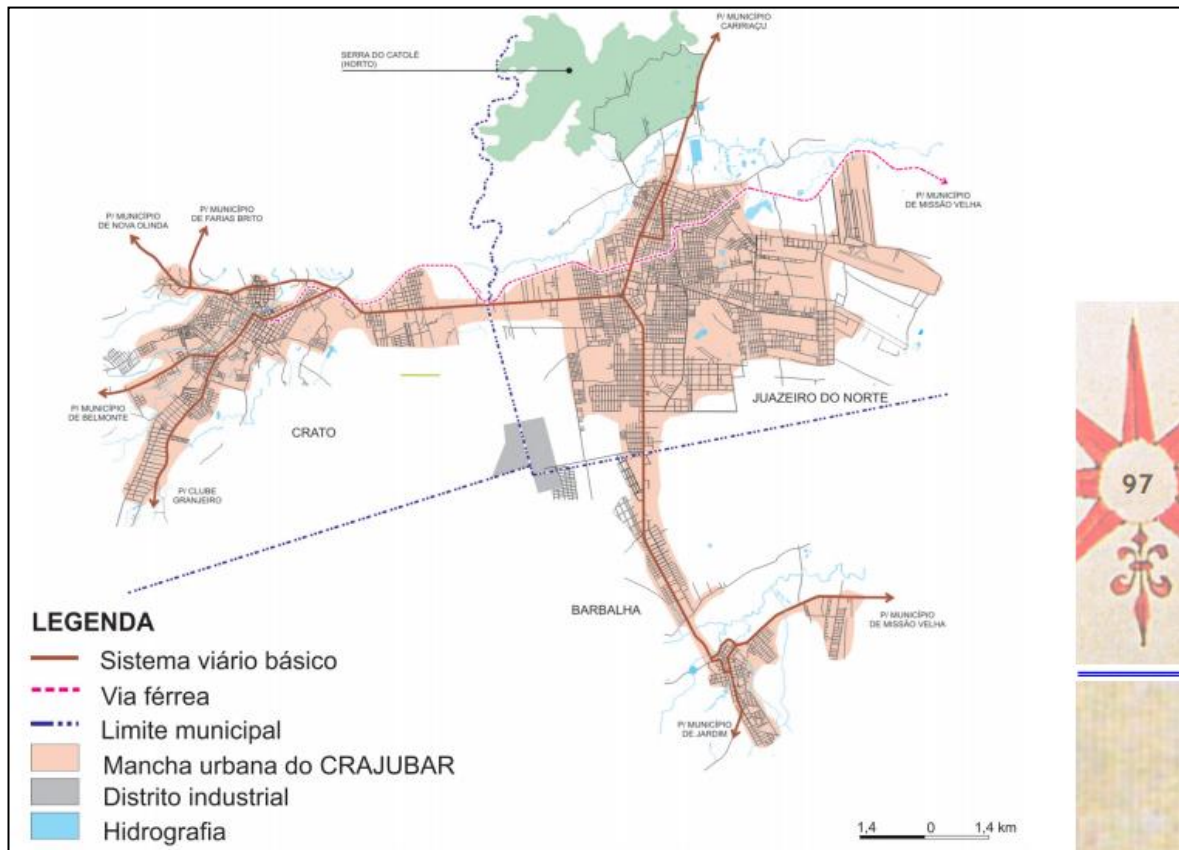 P/ MUNICÍPIO
CARIRIAÇU
SERRA DO CATOLÉ
(HORTO)
P/ MUNICÍPIO
DE MISSÃO VELHA
P/ MUNICÍPIO
DE NOVA OLINDA
P/ MUNICÍPIO
DE FARIAS BRITO
P/ MUNICÍPIO
DE BELMONTE
CRATO
JUAZEIRO DO NORTE
P/ CLUBE
GRANJEIRO
97
BARBALHA
P/ MUNICÍPIO
DE MISSÃO VELHA
P/ MUNICÍPIO
DE JARDIM
LEGENDA
Sistema viário básico
Via férrea
Limite municipal
Mancha urbana do CRAJUBAR
Distrito industrial
Hidrografia
1,4 0 1,4 km